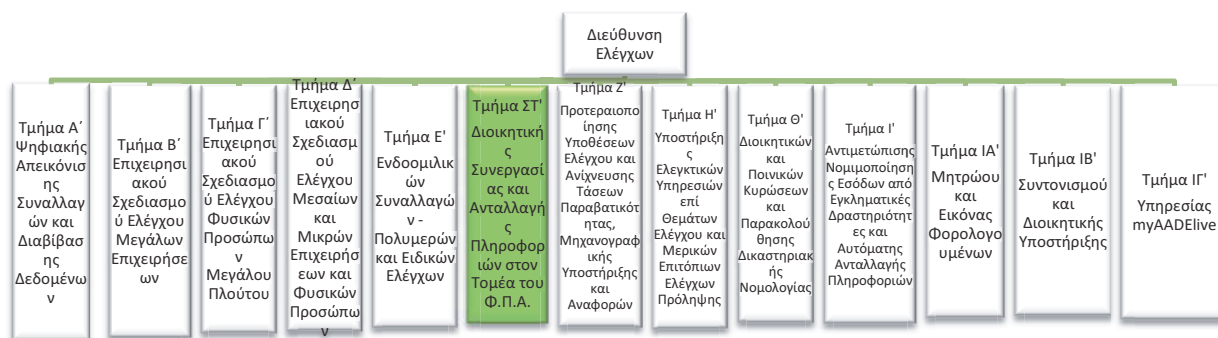 Διεύθυνση
Ελέγχων
Τμήμα Α΄
Ψηφιακής
Απεικόνισ
ης
Συναλλαγ
ών και
Διαβίβασ
ης
Δεδομένω
ν
Τμήμα Β΄
Επιχειρησι
ακού
Σχεδιασμο
ύ Ελέγχου
Μεγάλων
Επιχειρήσ
εων
Τμήμα Γ΄
Επιχειρησι
ακού
Σχεδιασμο
ύ Ελέγχου
Φυσικών
Προσώπω
ν
Μεγάλου
Πλούτου
Τμήμα Δ΄
Επιχειρησ
ιακού
Σχεδιασμ
ού
Ελέγχου
Μεσαίων
και
Μικρών
Επιχειρήσ
εων και
Φυσικών
Προσώπω
ν
Τμήμα Ε'
Ενδοομιλικ
ών
Συναλλαγώ
ν -
Πολυμερών
και Ειδικών
Ελέγχων
Τμήμα ΣΤ'
Διοικητική
ς
Συνεργασ
ίας και
Ανταλλαγή
ς
Πληροφορ
ιών στον
Τομέα του
Φ.Π.Α.
Τμήμα Ζ'
Προτεραιοπο
ίησης
Υποθέσεων
Ελέγχου και
Ανίχνευσης
Τάσεων
Παραβατικότ
ητας,
Μηχανογραφ
ικής
Υποστήριξης
και
Αναφορών
Τμήμα Η'
Υποστήριξη
ς
Ελεγκτικών
Υπηρεσιών
επί
Θεμάτων
Ελέγχου και
Μερικών
Επιτόπιων
Ελέγχων
Πρόληψης
Τμήμα Θ'
Διοικητικών
και
Ποινικών
Κυρώσεων
και
Παρακολού
θησης
Δικαστηρια
ής
Νομολογίας
Τμήμα Ι'
Αντιμετώπισης
Νομιμοποίηση
ς Εσόδων από
Εγκληματικές
Δραστηριότητ
ες και
Αυτόματης
Ανταλλαγής
Πληροφοριών
Τμήμα ΙΑ'
Μητρώου
και
Εικόνας
Φορολογο
υμένων
Τμήμα ΙΒ'
Συντονισμού
και
Διοικητικής
Υποστήριξης
Τμήμα ΙΓ'
Υπηρεσίας
myAADElive